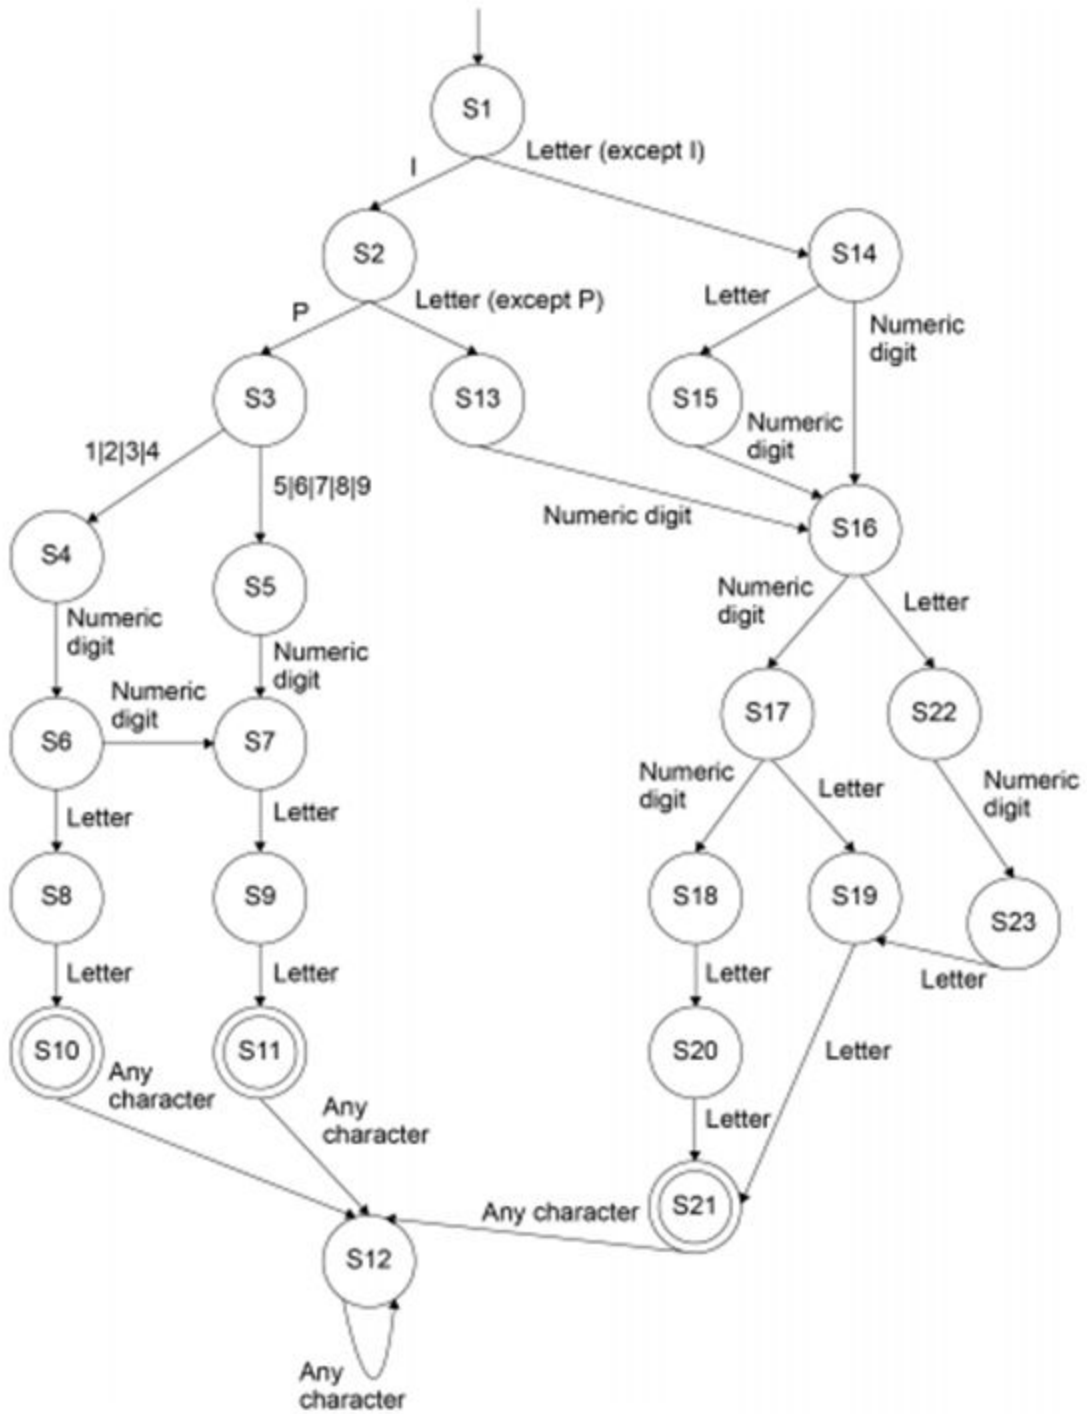 S1
Letter (except I)
I
S2
S14
P
Letter (except P)
Letter
Numeric
digit
S3
S13
S15
Numeric
digit
1|2|3|4
5|6|7|8|9
Numeric digit
S16
S4
S5
Numeric
digit
Letter
Numeric
digit
Numeric
digit
Numeric
digit
S6
S7
S17
S22
Letter
Letter
Numeric
digit
Letter
Numeric
digit
S8
S9
S18
S19
S23
Letter
Letter
Letter
Letter
S10
S11
S20
Letter
Any
character
Any
character
Letter
S21
Any character
S12
Any
character